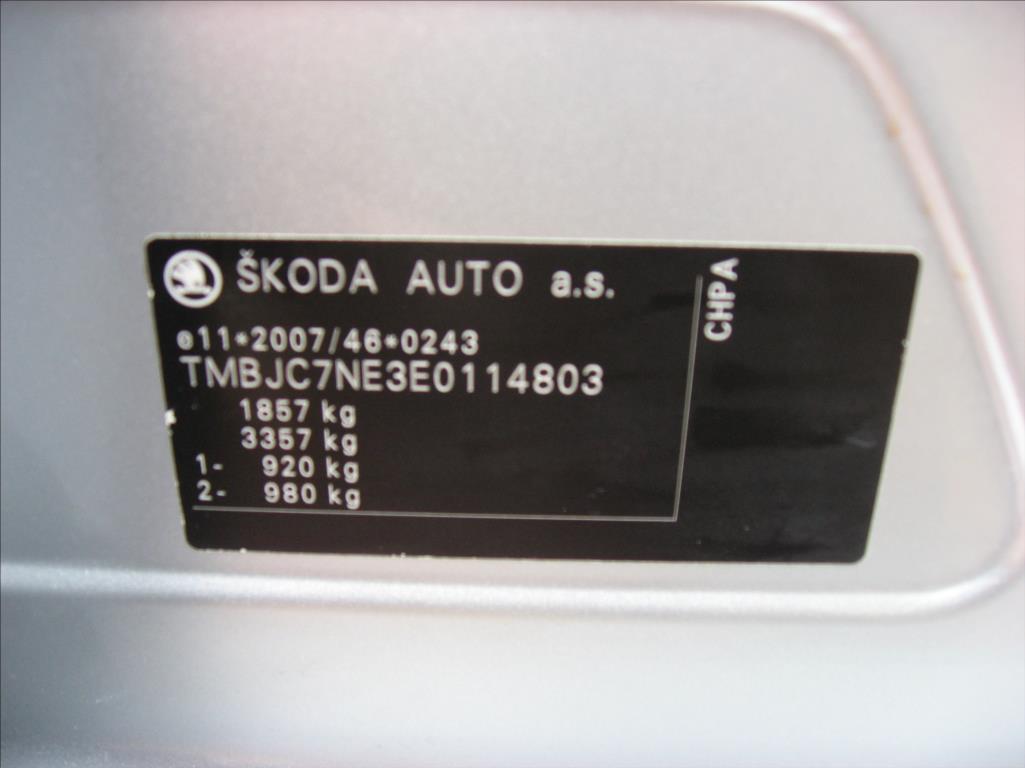 ŠKODA AUTO a.s.
e11*2007/46*0243
TMBJC7NE3E0114803
1857 kg
3357 kg
1- 920 kg
2- 980 kg
CHPA